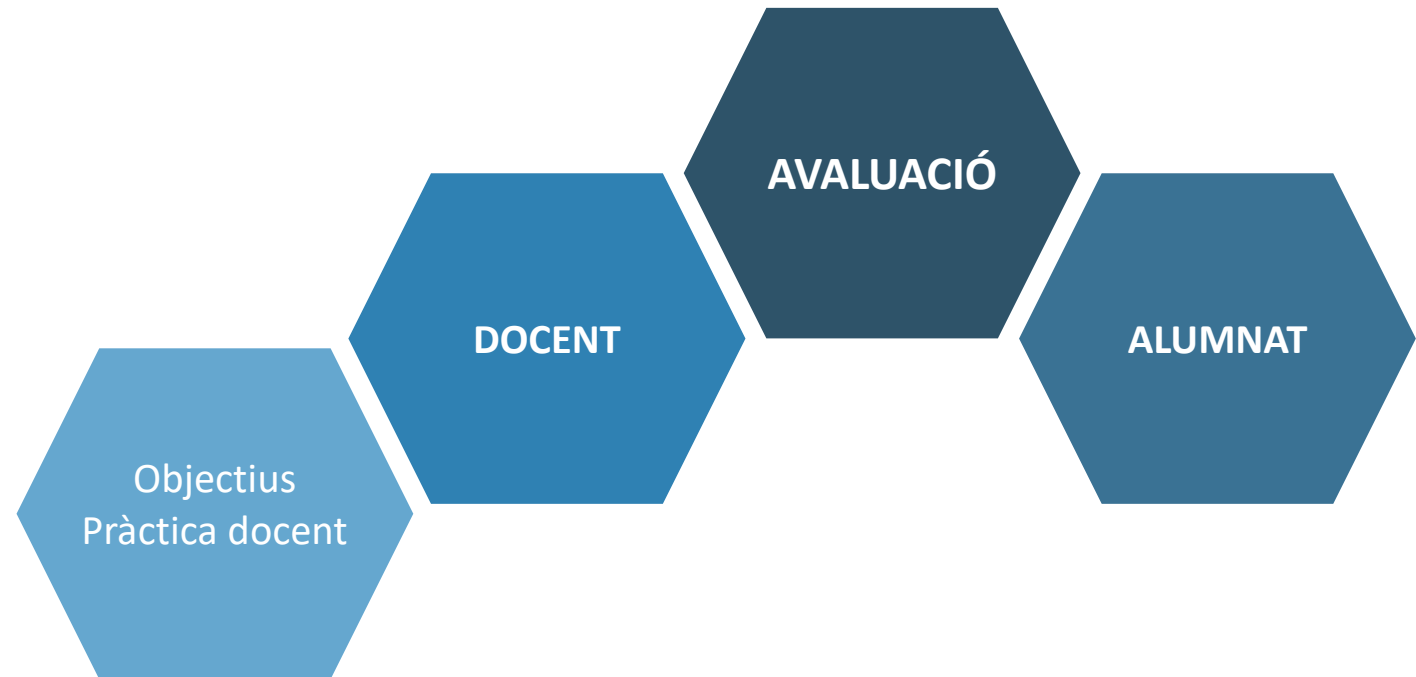 AVALUACIÓ
DOCENT
ALUMNAT
Objectius
Pràctica docent